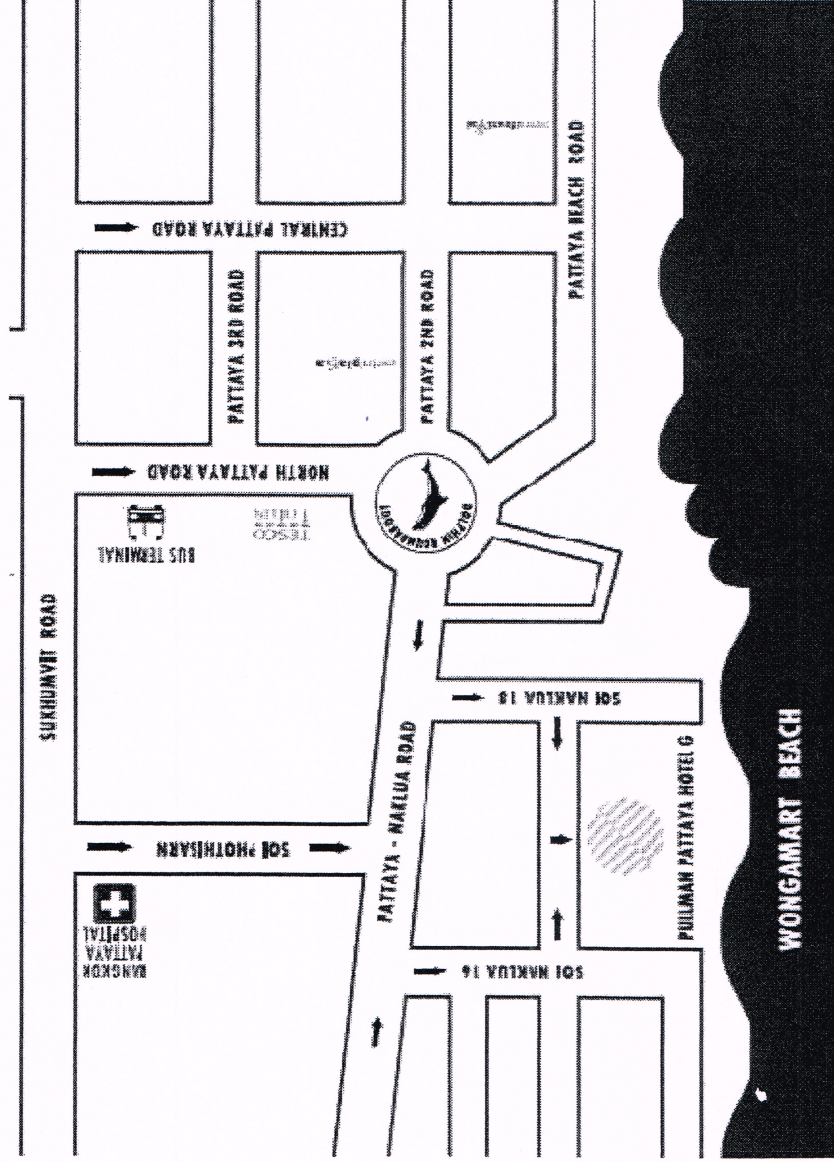 PATTAYA BEACH ROAD
CENTRAL PATTAYA ROAD
PATTAYA 3RD ROAD
PATTAYA 2ND ROAD
NORTH PATTAYA ROAD
DOLPHIN ROUNDABOUT
BUS TERMINAL
TESCO
SUKHUMVIT ROAD
SOI NAKLUA 18
PATTAYA - NAKLUA ROAD
SOI PHOTHISARN
PULLMAN PATTAYA HOTEL G
WONGAMART BEACH
BANGKOK
PATTAYA
HOSPITAL
SOI NAKLUA 16